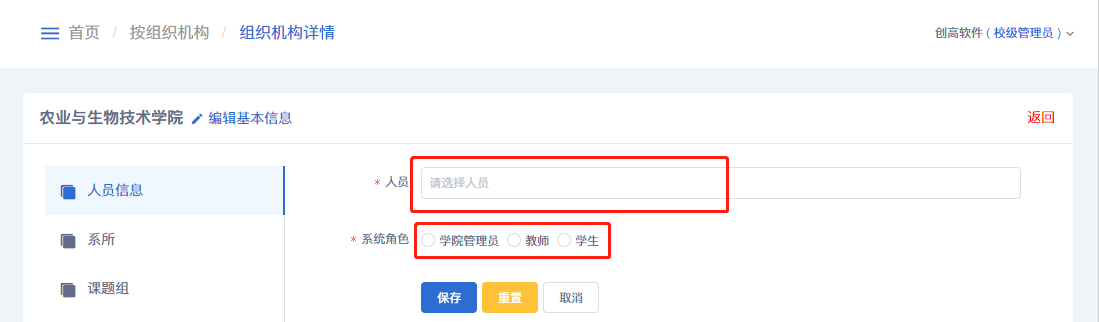 首页 / 按组织机构 / 组织机构详情 创高软件 ( 校级管理员 )
农业与生物技术学院 编辑基本信息 返回
人员信息
* 人员 请选择人员
系所
* 系统角色 学院管理员 教师 学生
课题组
保存 重置 取消